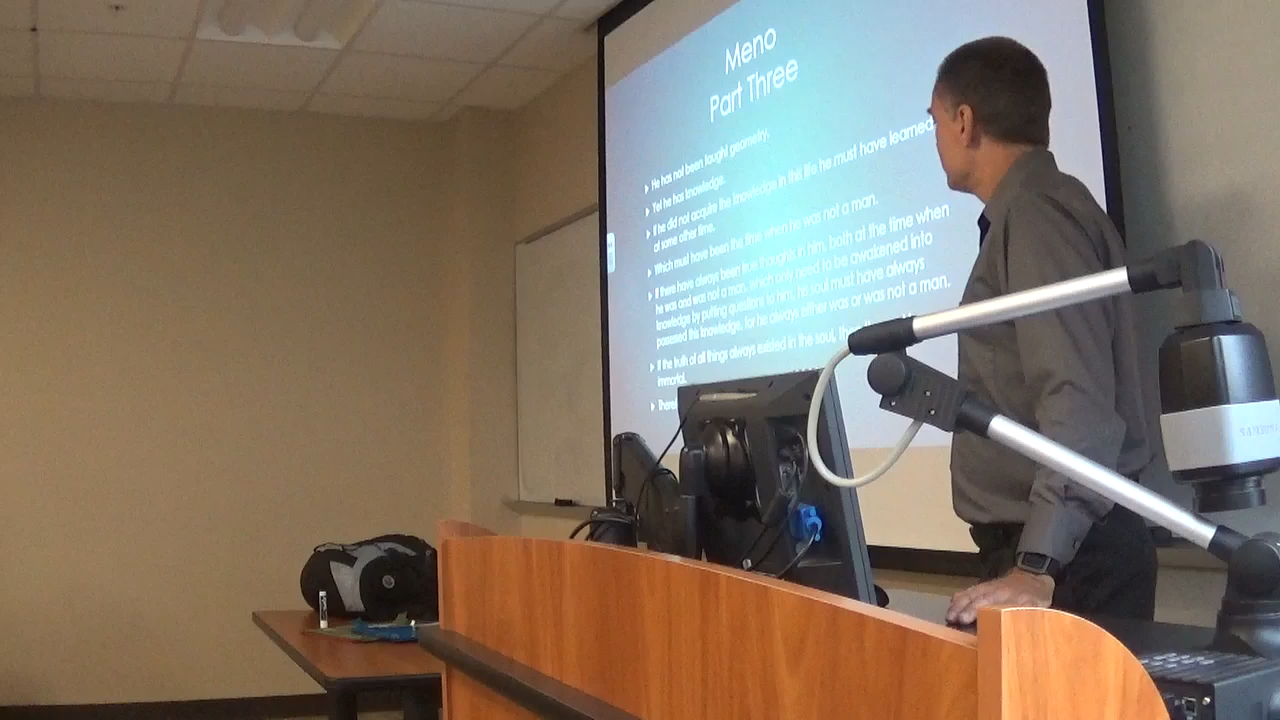 Meno
Part Three
He has not been taught geometry.
Yet he has knowledge.
If he did not acquire the knowledge in this life he must have learned
at some other time.
Which must have been the time when he was not a man.
If there have always been true thoughts in him, both at the time when
he was and was not a man, which only need to be awakened into
knowledge by putting questions to him, his soul must have always
possessed this knowledge, for he always either was or was not a man.
If the truth of all things always existed in the soul,
immortal.
SAMSUNG